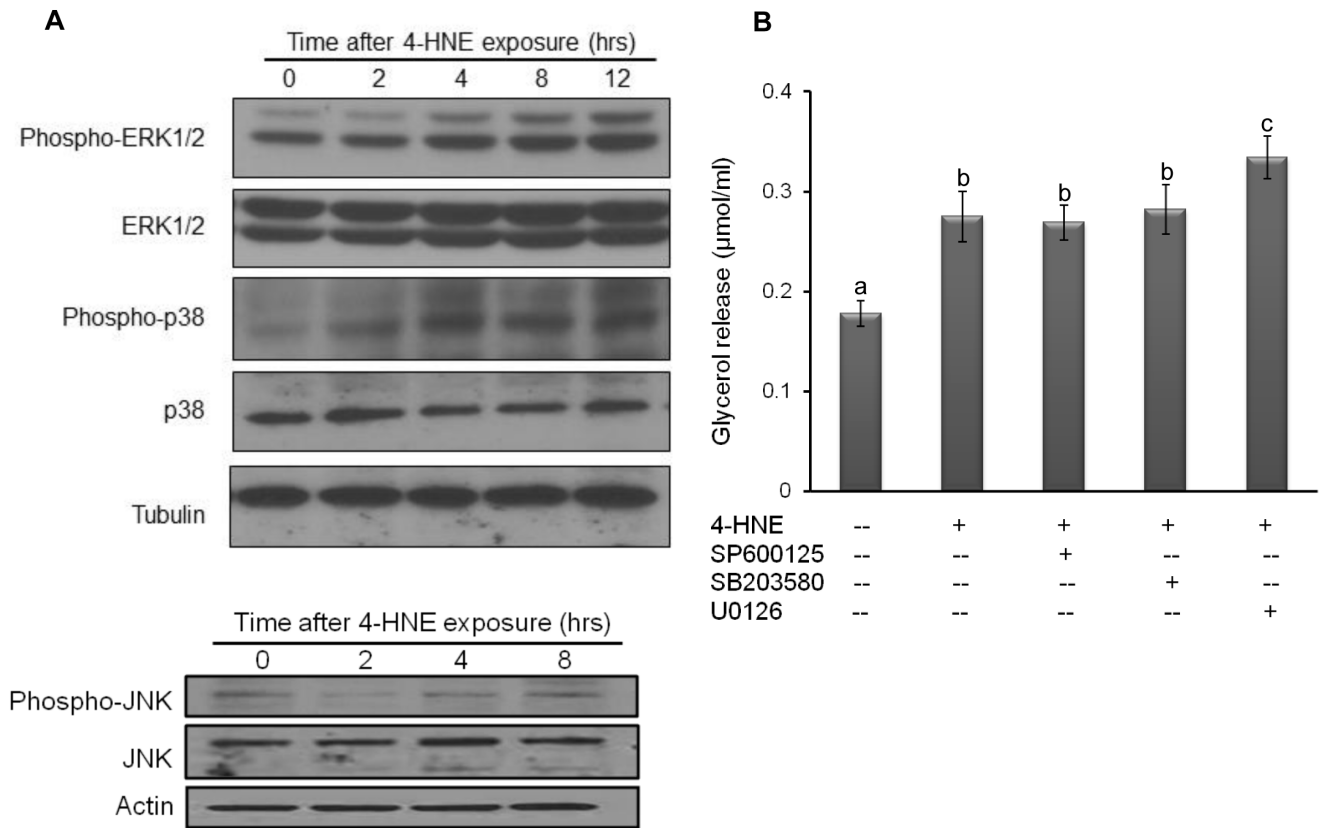 A
Time after 4-HNE exposure (hrs)
0 2 4 8 12
Phospho-ERK1/2
ERK1/2
Phospho-p38
p38
Tubulin
Time after 4-HNE exposure (hrs)
0 2 4 8
Phospho-JNK
JNK
Actin
B
Glycerol release (µmol/ml)
0.4
0.3
0.2
0.1
0
a b b b c
4-HNE -- + + + +
SP600125 -- -- + -- --
SB203580 -- -- -- + --
U0126 -- -- -- -- +